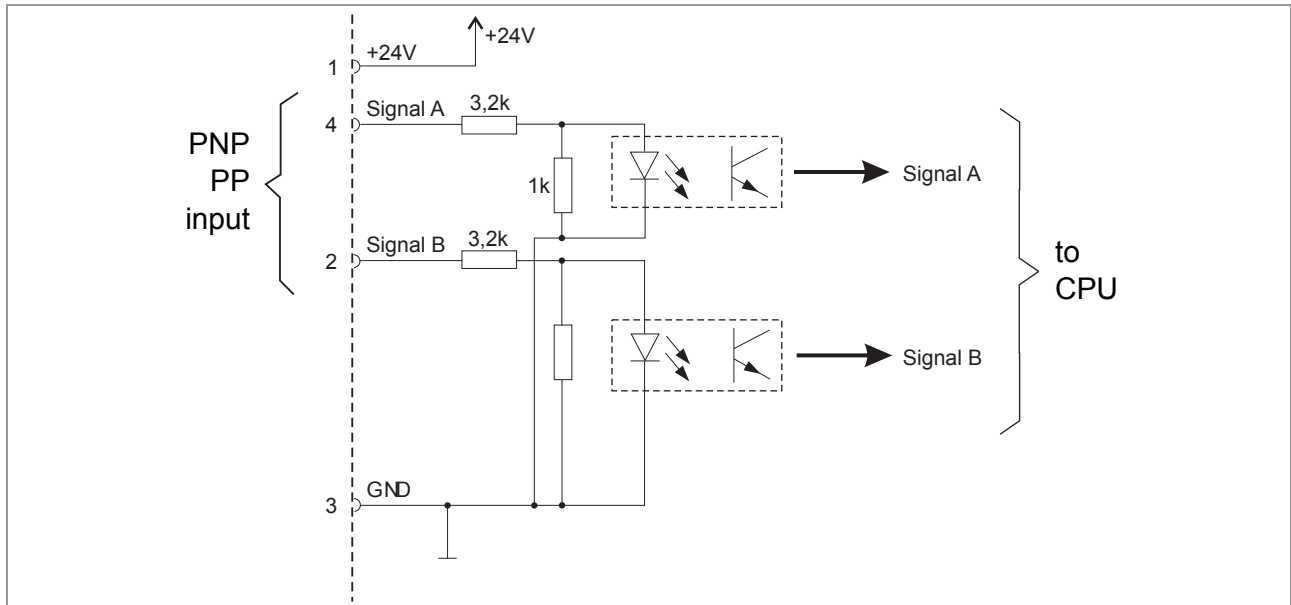 +24V
1 +24V
4 Signal A 3,2k
PNP
PP
input
1k
Signal A
2 Signal B 3,2k
to
CPU
Signal B
3 GND